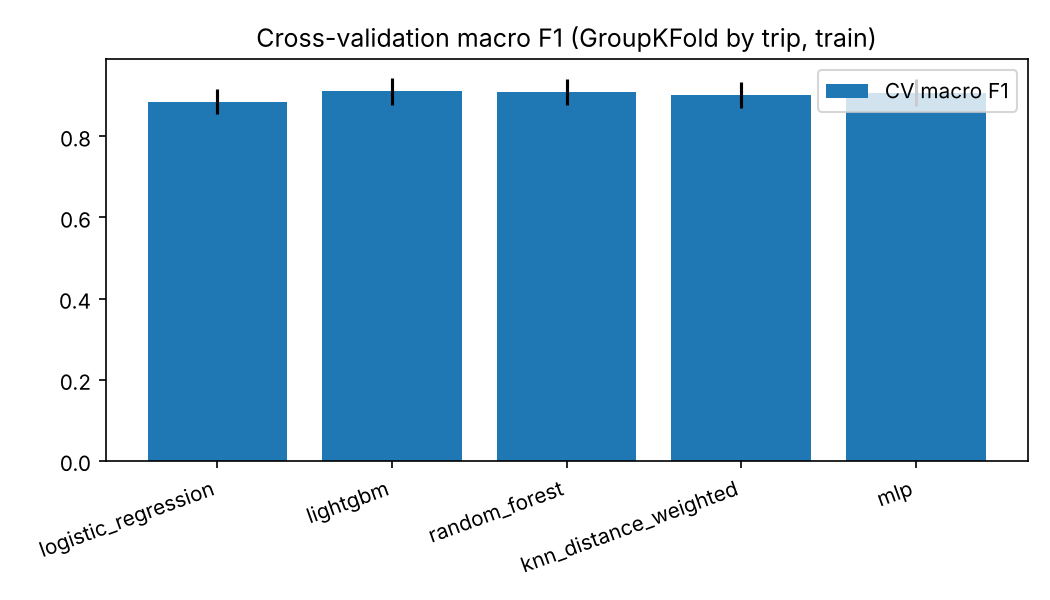 Cross-validation macro F1 (GroupKFold by trip, train)
CV macro F1
0.8
0.6
0.4
0.2
0.0
logistic_regression
lightgbm
random_forest
knn_distance_weighted
mlp